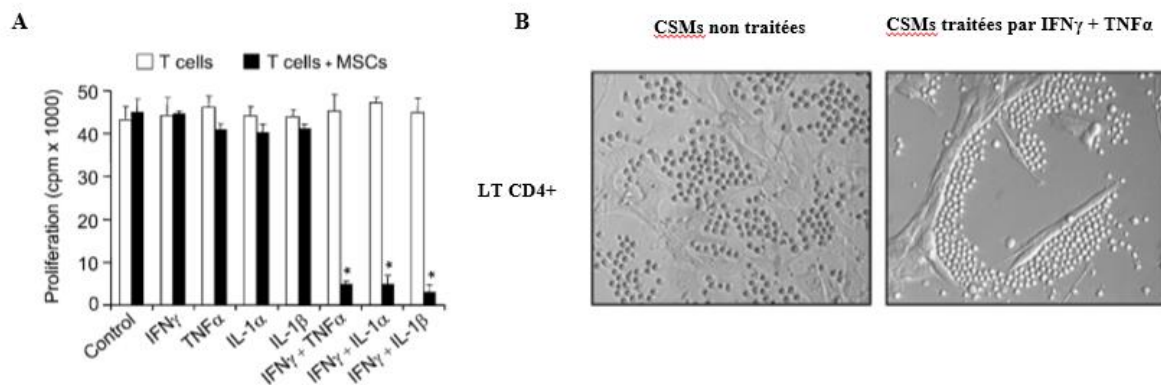 A
T cells
T cells + MSCs
Proliferation (cpm x 1000)
50
40
30
20
10
0
Control
IFNγ
TNFα
IL-1α
IL-1β
IFNγ + TNFα
IFNγ + IL-1α
IFNγ + IL-1β
*
*
*
B
CSMs non traitées
CSMs traitées par IFNγ + TNFα
LT CD4+